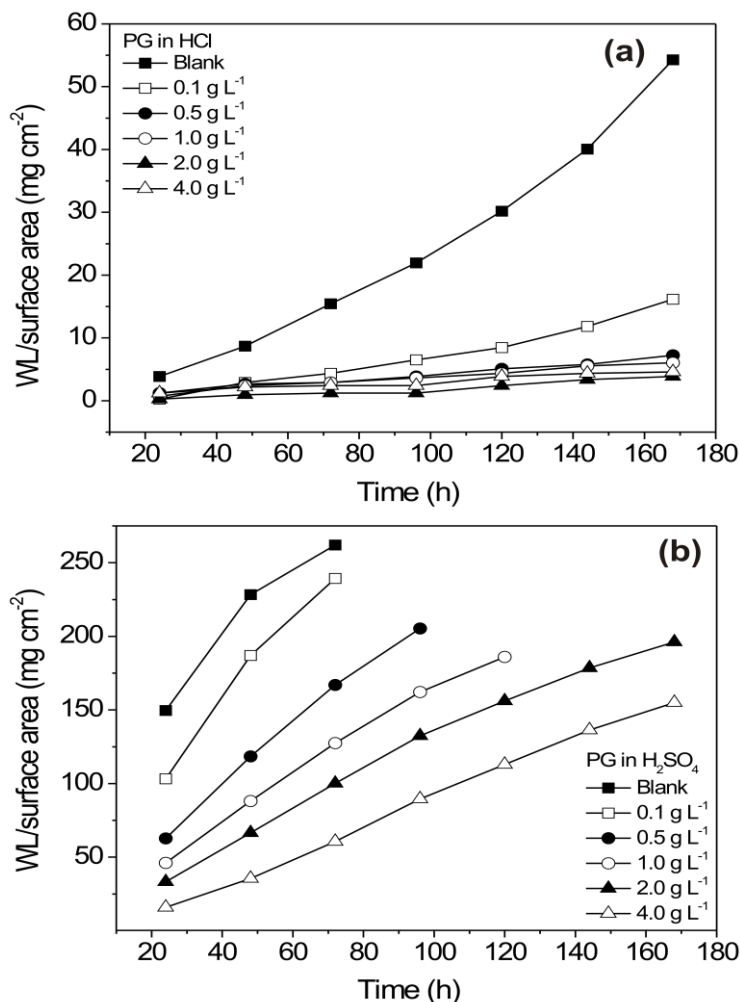 (a)
PG in HCl
Blank
0.1 g L⁻¹
0.5 g L⁻¹
1.0 g L⁻¹
2.0 g L⁻¹
4.0 g L⁻¹
WL/surface area (mg cm⁻²)
60
50
40
30
20
10
0
20 40 60 80 100 120 140 160 180
Time (h)
(b)
WL/surface area (mg cm⁻²)
250
200
150
100
50
PG in H₂SO₄
Blank
0.1 g L⁻¹
0.5 g L⁻¹
1.0 g L⁻¹
2.0 g L⁻¹
4.0 g L⁻¹
20 40 60 80 100 120 140 160 180
Time (h)